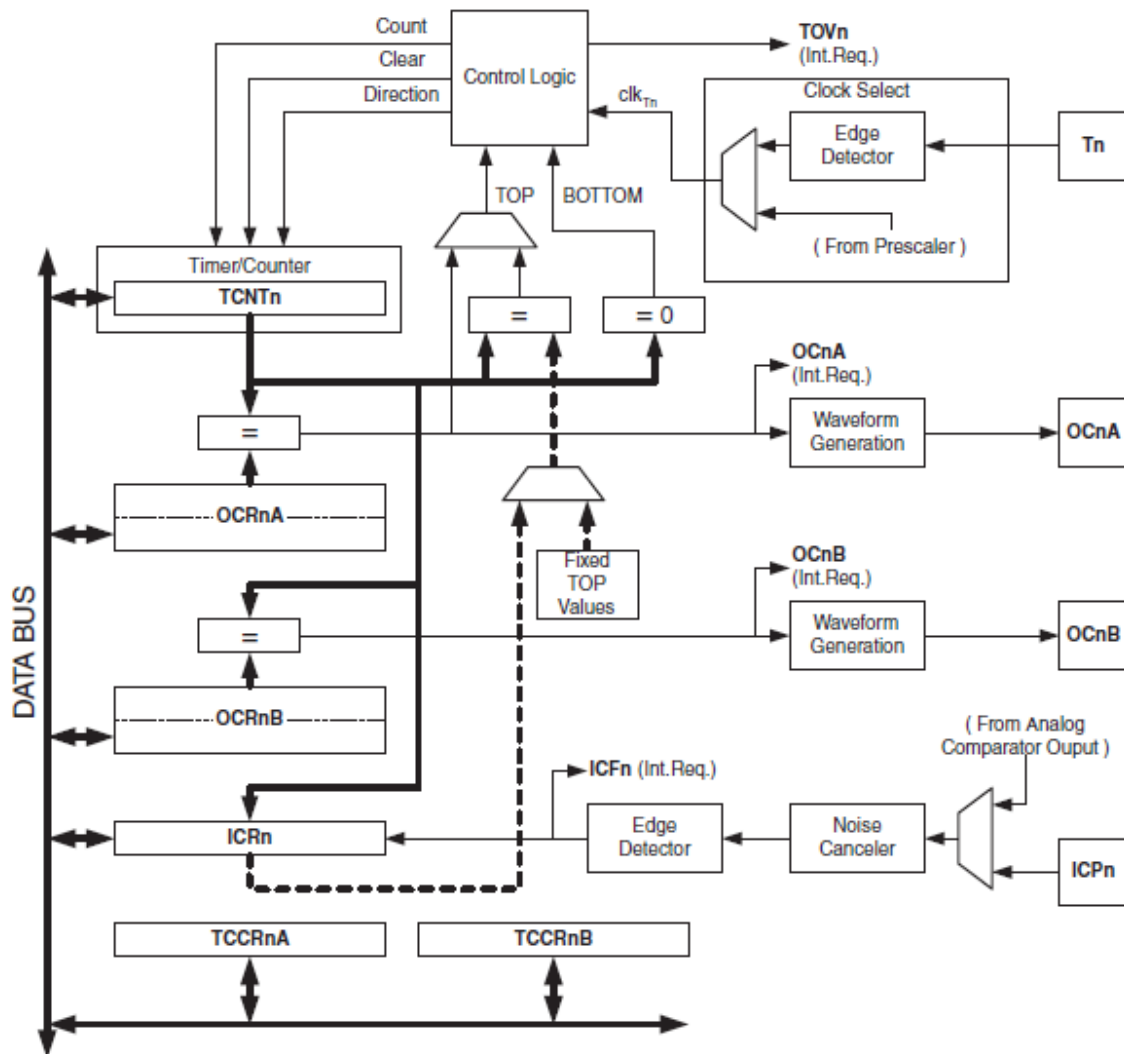 Count
Clear
Direction
Control Logic
TOVn
(Int.Req.)
clkTn
Clock Select
Edge
Detector
Tn
( From Prescaler )
TOP
BOTTOM
Timer/Counter
TCNTn
=
= 0
OCnA
(Int.Req.)
=
Waveform
Generation
OCnA
OCRnA
Fixed
TOP
Values
OCnB
(Int.Req.)
=
Waveform
Generation
OCnB
OCRnB
DATA BUS
( From Analog
Comparator Ouput )
ICFn (Int.Req.)
ICRn
Edge
Detector
Noise
Canceler
ICPn
TCCRnA
TCCRnB